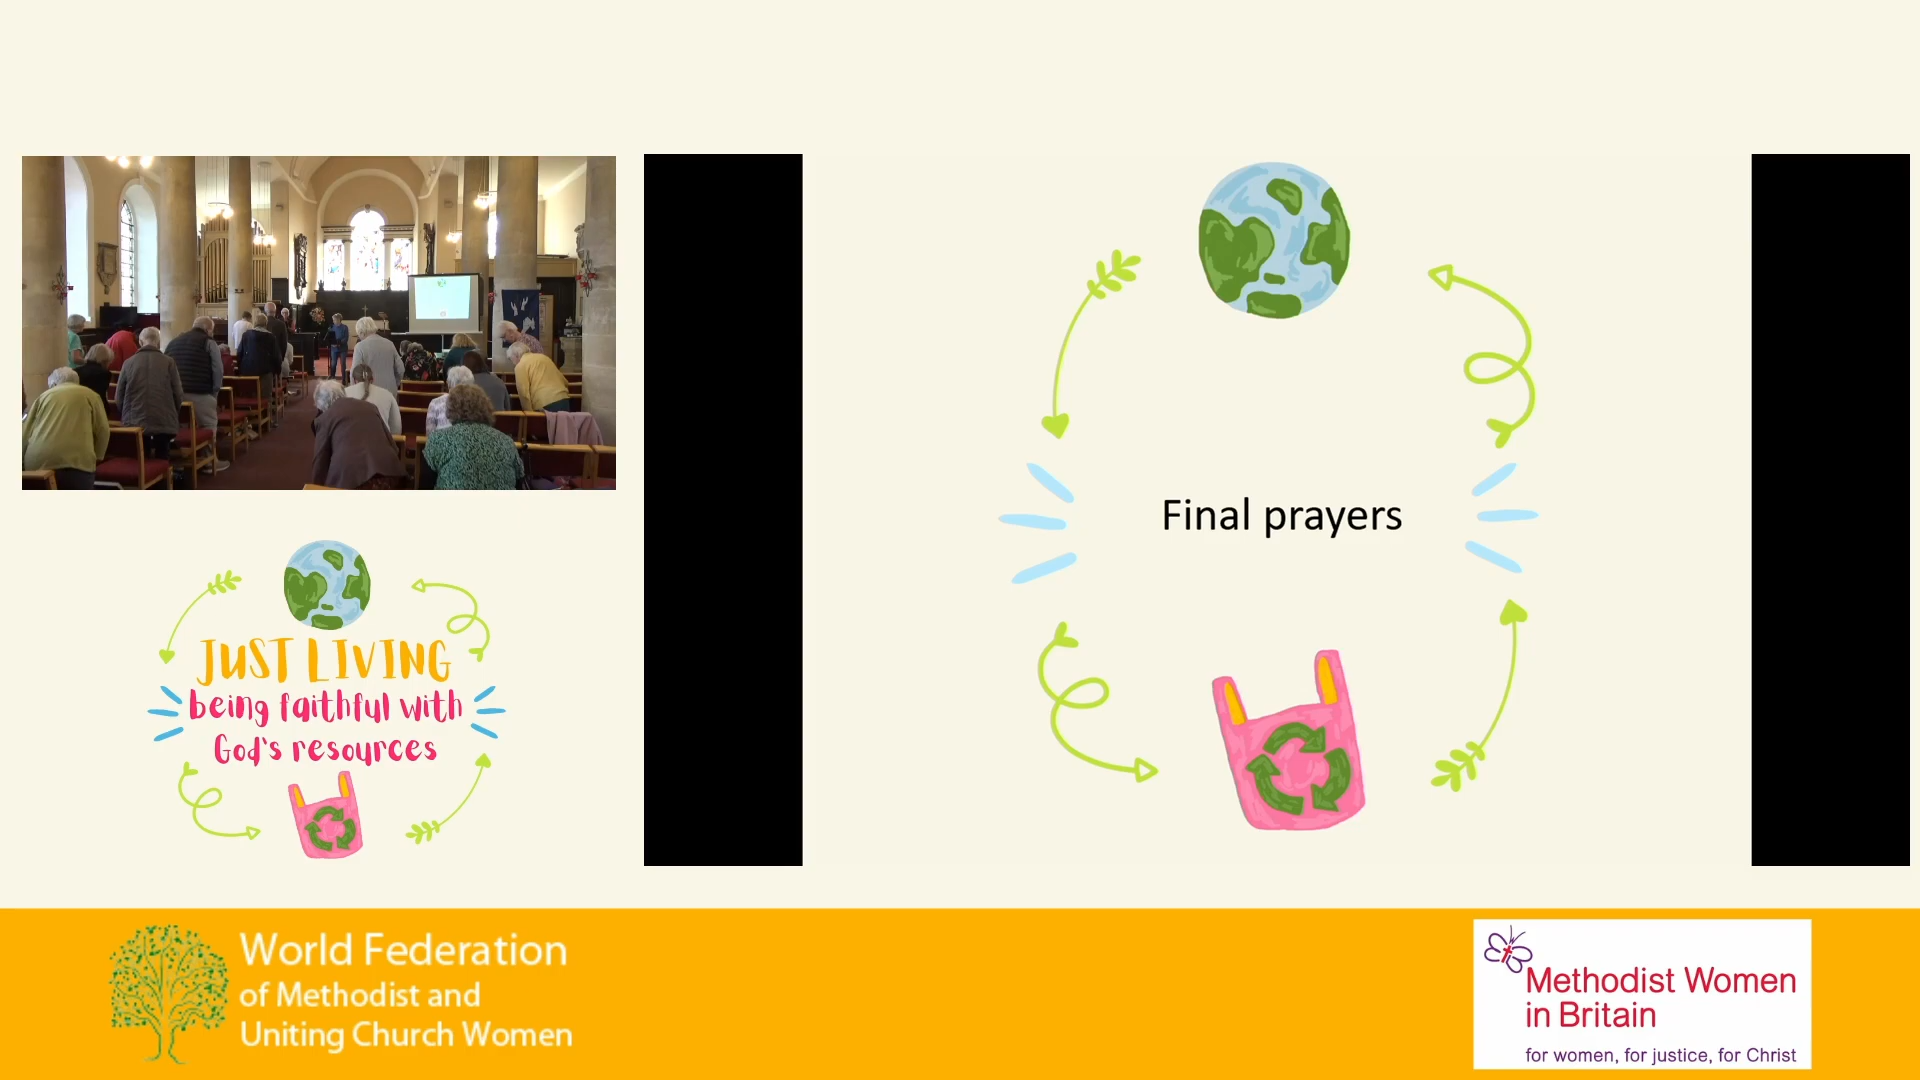 Final prayers
JUST LIVING
being faithful with
God's resources
World Federation
of Methodist and
Uniting Church Women
Methodist Women
in Britain
for women, for justice, for Christ